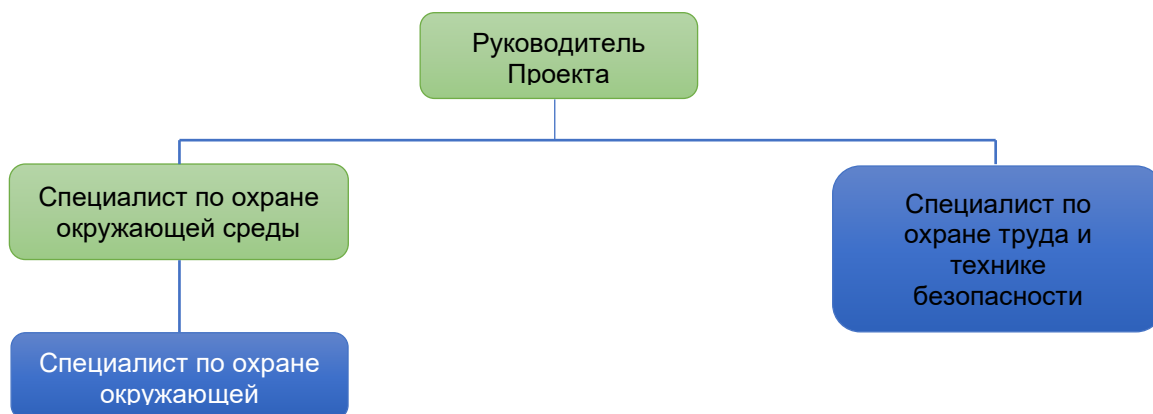 Руководитель
Проекта
Специалист по охране
окружающей среды
Специалист по
охране труда и
технике
безопасности
Специалист по охране
окружающей